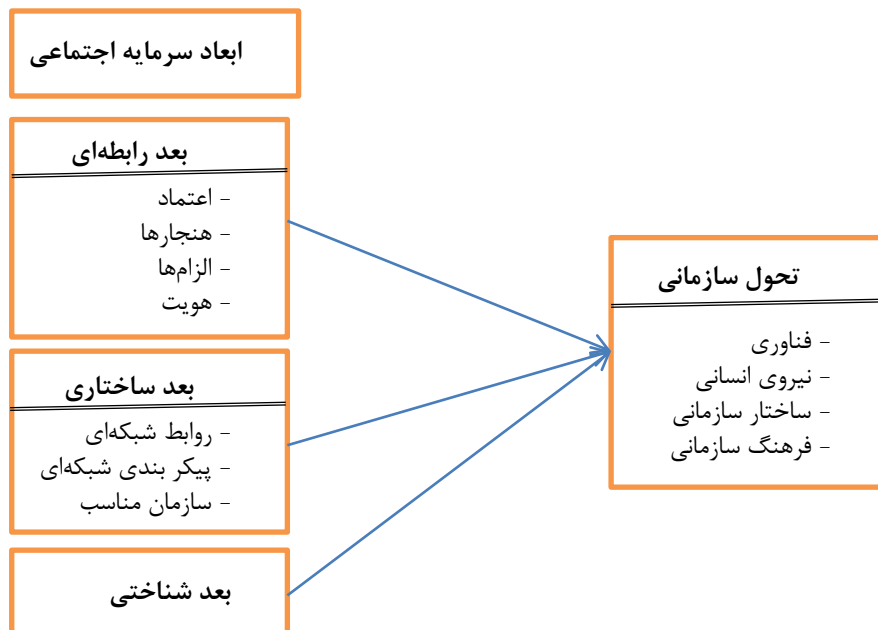 ابعاد سرمایه اجتماعی
بعد رابطه‌ای
- اعتماد
- هنجارها
- الزام‌ها
- هویت
بعد ساختاری
- روابط شبکه‌ای
- پیکر بندی شبکه‌ای
- سازمان مناسب
بعد شناختی
تحول سازمانی
- فناوری
- نیروی انسانی
- ساختار سازمانی
- فرهنگ سازمانی